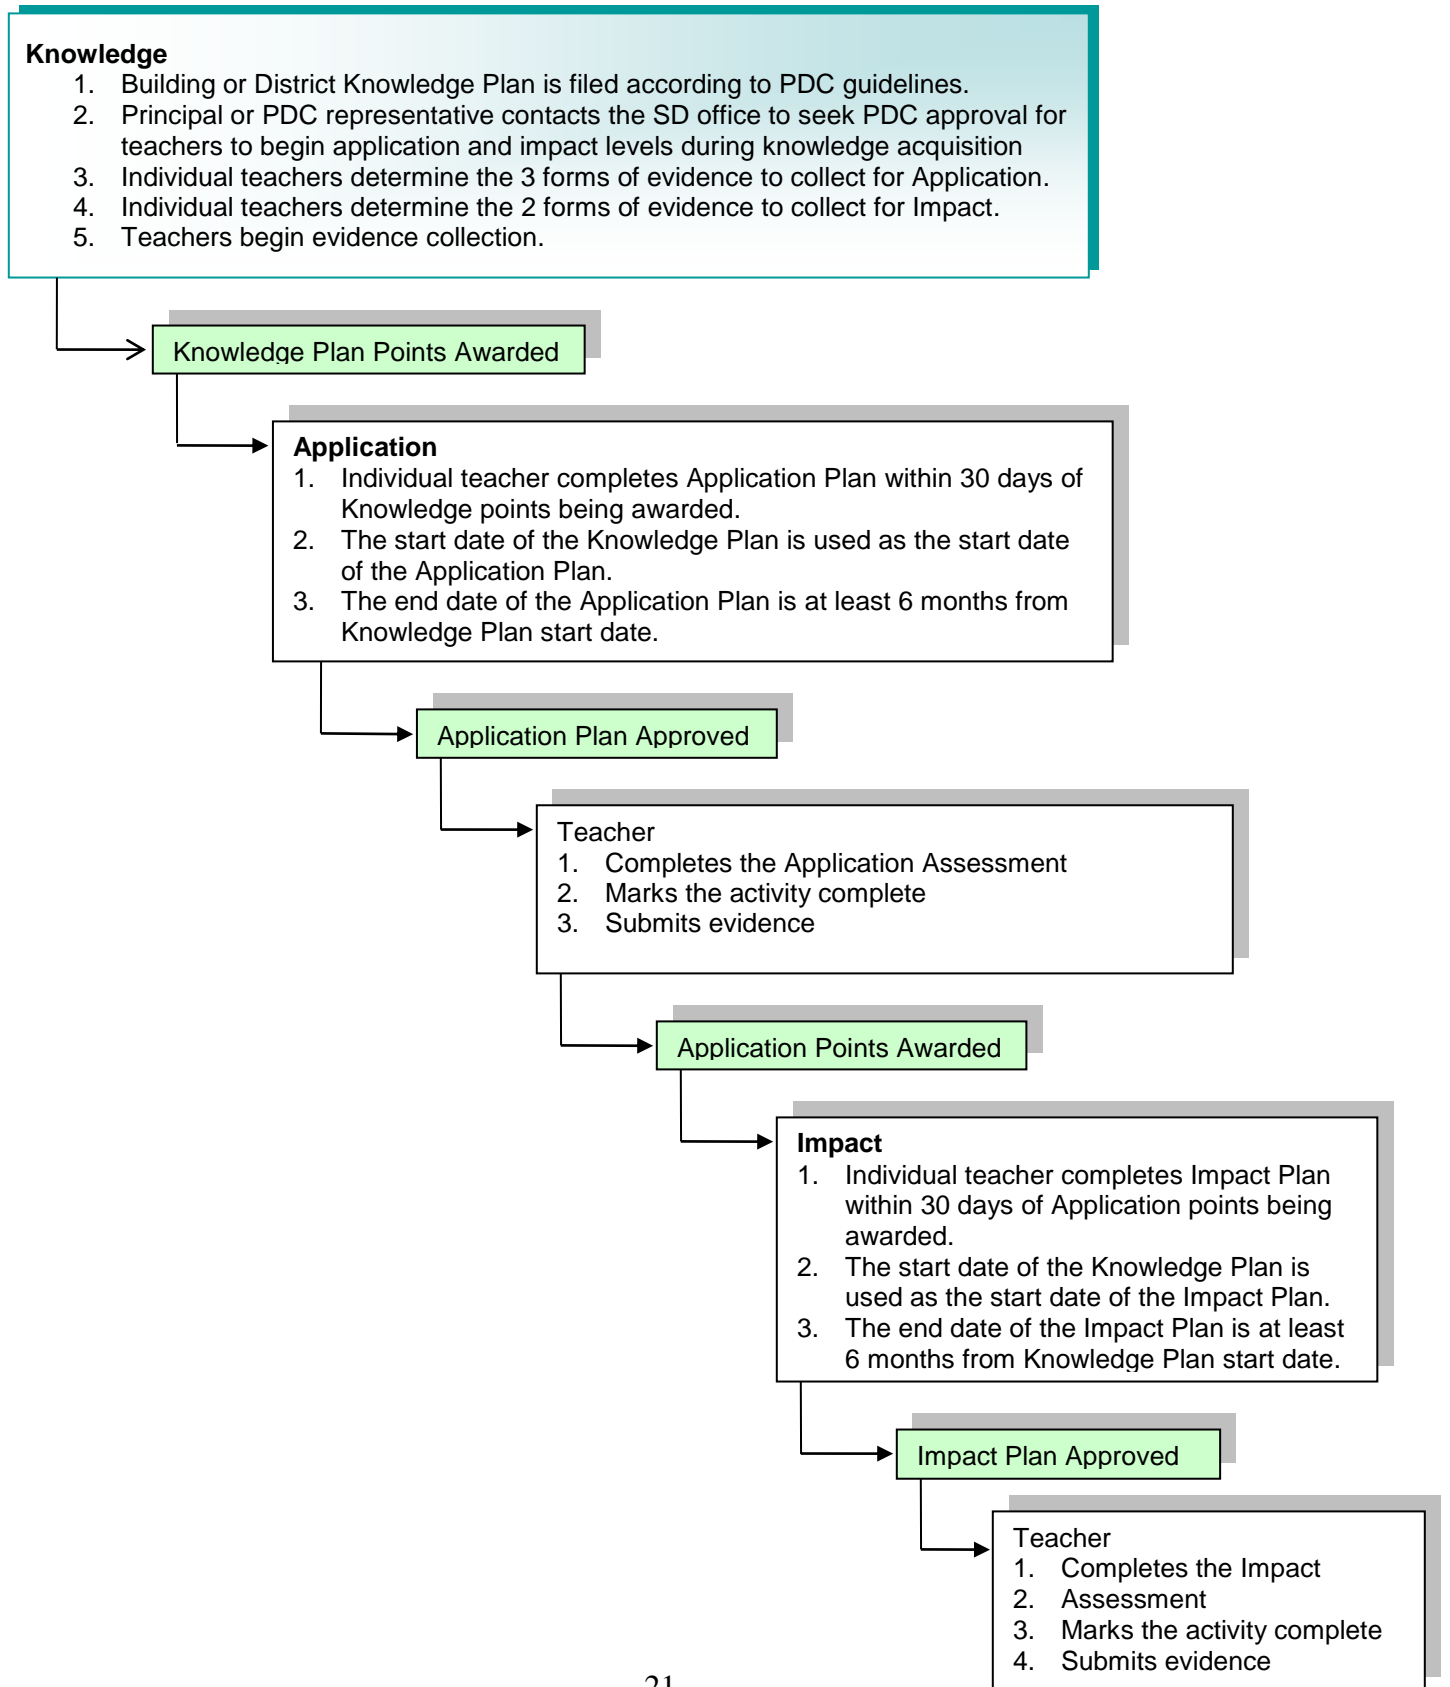 Knowledge
1. Building or District Knowledge Plan is filed according to PDC guidelines.
2. Principal or PDC representative contacts the SD office to seek PDC approval for
teachers to begin application and impact levels during knowledge acquisition
3. Individual teachers determine the 3 forms of evidence to collect for Application.
4. Individual teachers determine the 2 forms of evidence to collect for Impact.
5. Teachers begin evidence collection.
Knowledge Plan Points Awarded
Application
1. Individual teacher completes Application Plan within 30 days of
Knowledge points being awarded.
2. The start date of the Knowledge Plan is used as the start date
of the Application Plan.
3. The end date of the Application Plan is at least 6 months from
Knowledge Plan start date.
Application Plan Approved
Teacher
1. Completes the Application Assessment
2. Marks the activity complete
3. Submits evidence
Application Points Awarded
Impact
1. Individual teacher completes Impact Plan
within 30 days of Application points being
awarded.
2. The start date of the Knowledge Plan is
used as the start date of the Impact Plan.
3. The end date of the Impact Plan is at least
6 months from Knowledge Plan start date.
Impact Plan Approved
Teacher
1. Completes the Impact
2. Assessment
3. Marks the activity complete
4. Submits evidence
21